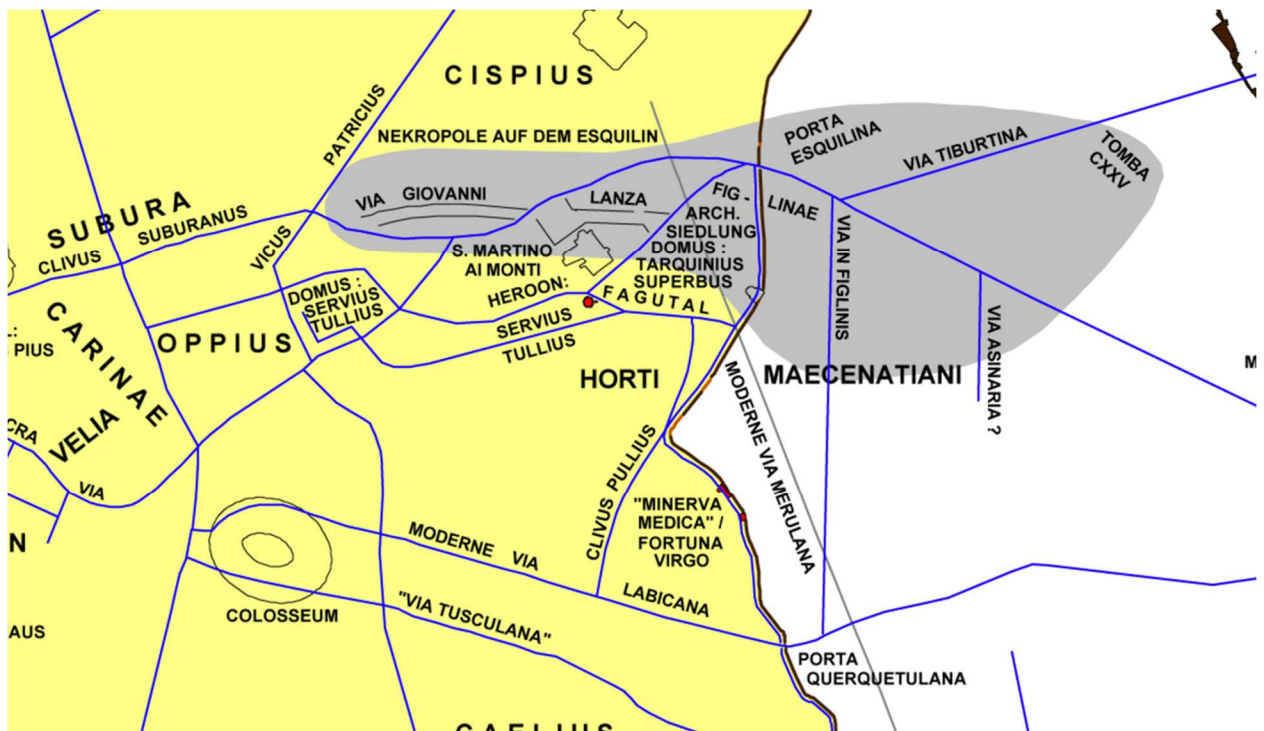 CISPIUS
PATRICIUS
NEKROPOLE AUF DEM ESQUILIN
PORTA
ESQUILINA
VIA TIBURTINA
TOMBA
CXXV
VIA GIOVANNI LANZA
FIG - LINAE
ARCH.
SIEDLUNG
DOMUS :
TARQUINIUS
SUPERBUS
SUBURA
CLIVUS SUBURANUS
VICUS
S. MARTINO
AI MONTI
HEROON:
SERVIUS
TULLIUS
FAGUTAL
DOMUS :
SERVIUS
TULLIUS
VIA IN FIGLINIS
VIA ASINARIA ?
CARINAE
L:
PIUS
OPPIUS
HORTI MAECENATIANI
M
VELIA
CRA
VIA
MODERNE VIA MERULANA
CLIVUS PULLIUS
"MINERVA
MEDICA" /
FORTUNA
VIRGO
N
MODERNE VIA LABICANA
COLOSSEUM
"VIA TUSCULANA"
AUS
PORTA
QUERQUETULANA
CAELIUS